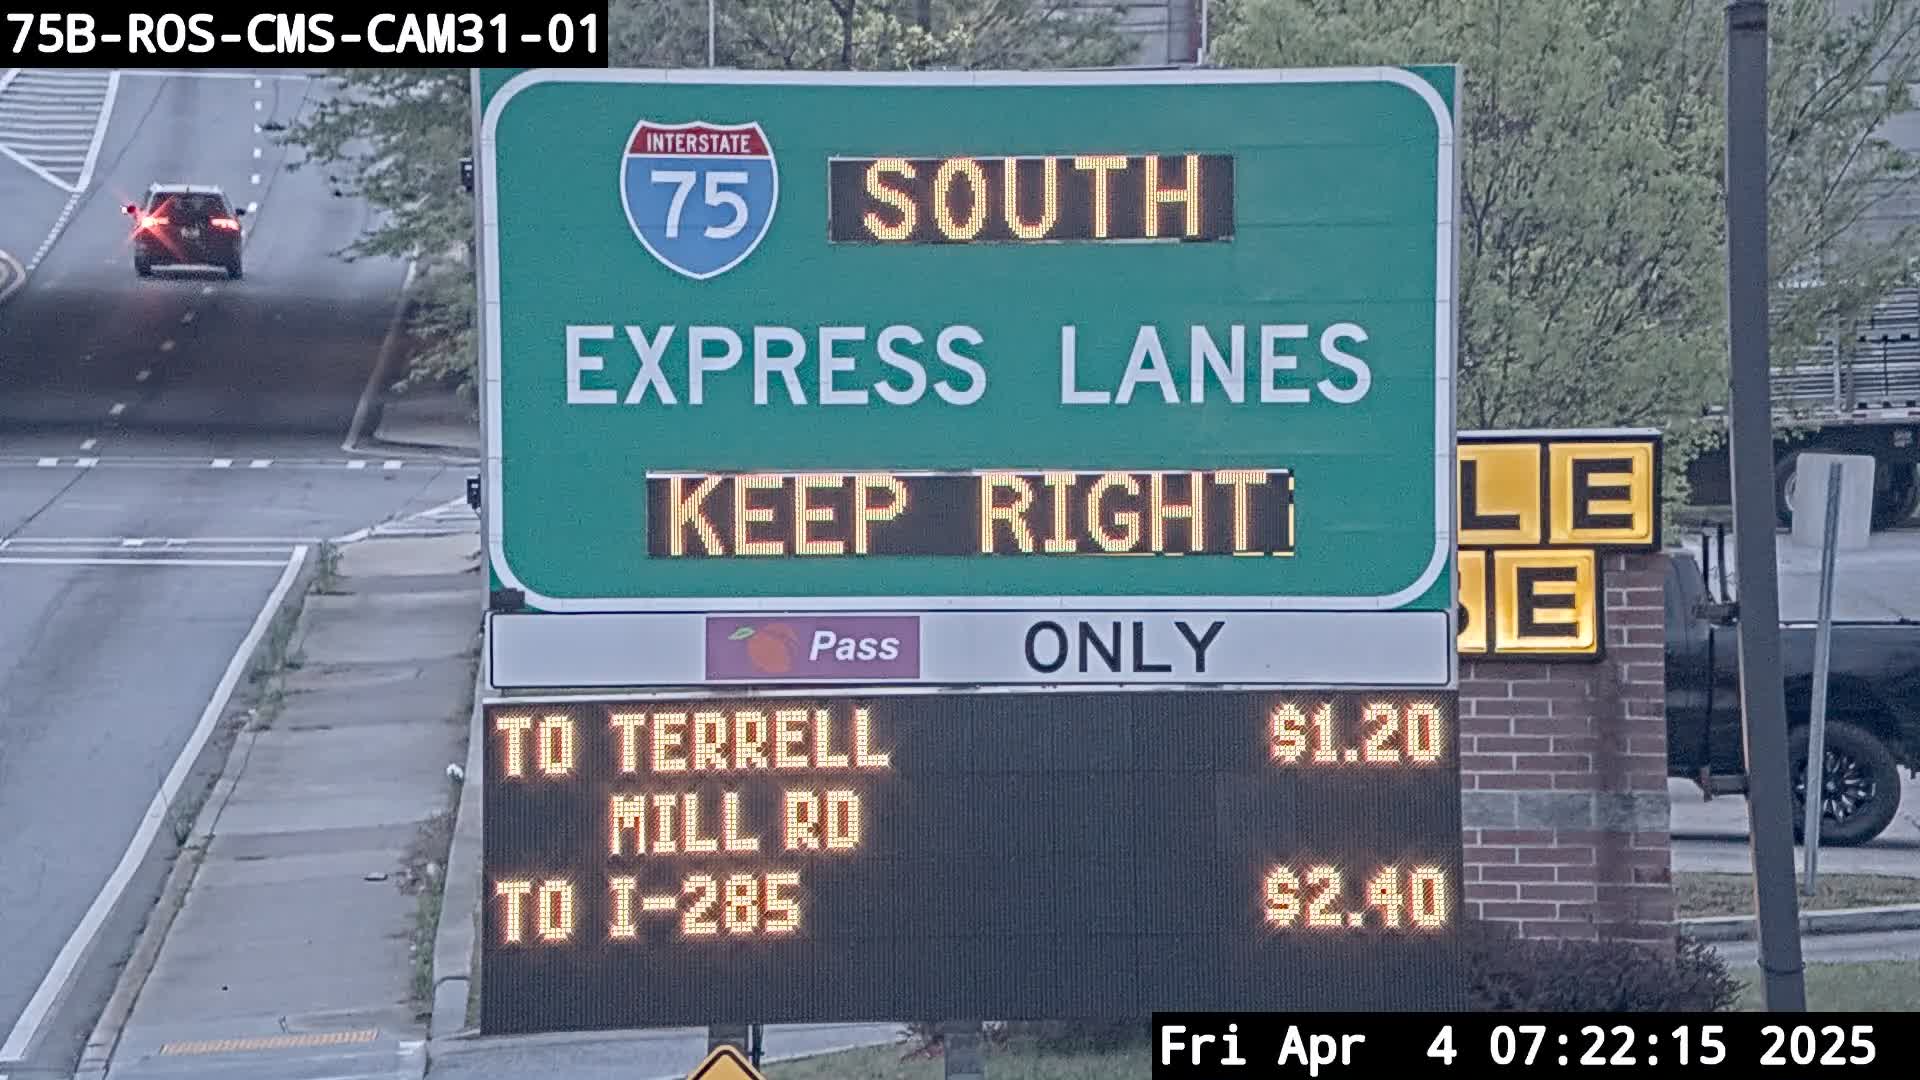 75B-ROS-CMS-CAM31-01
INTERSTATE
75
SOUTH
EXPRESS LANES
KEEP RIGHT
Pass
ONLY
TO TERRELL $1.20
MILL RD
TO I-285 $2.40
LE
E
Fri Apr 4 07:22:15 2025